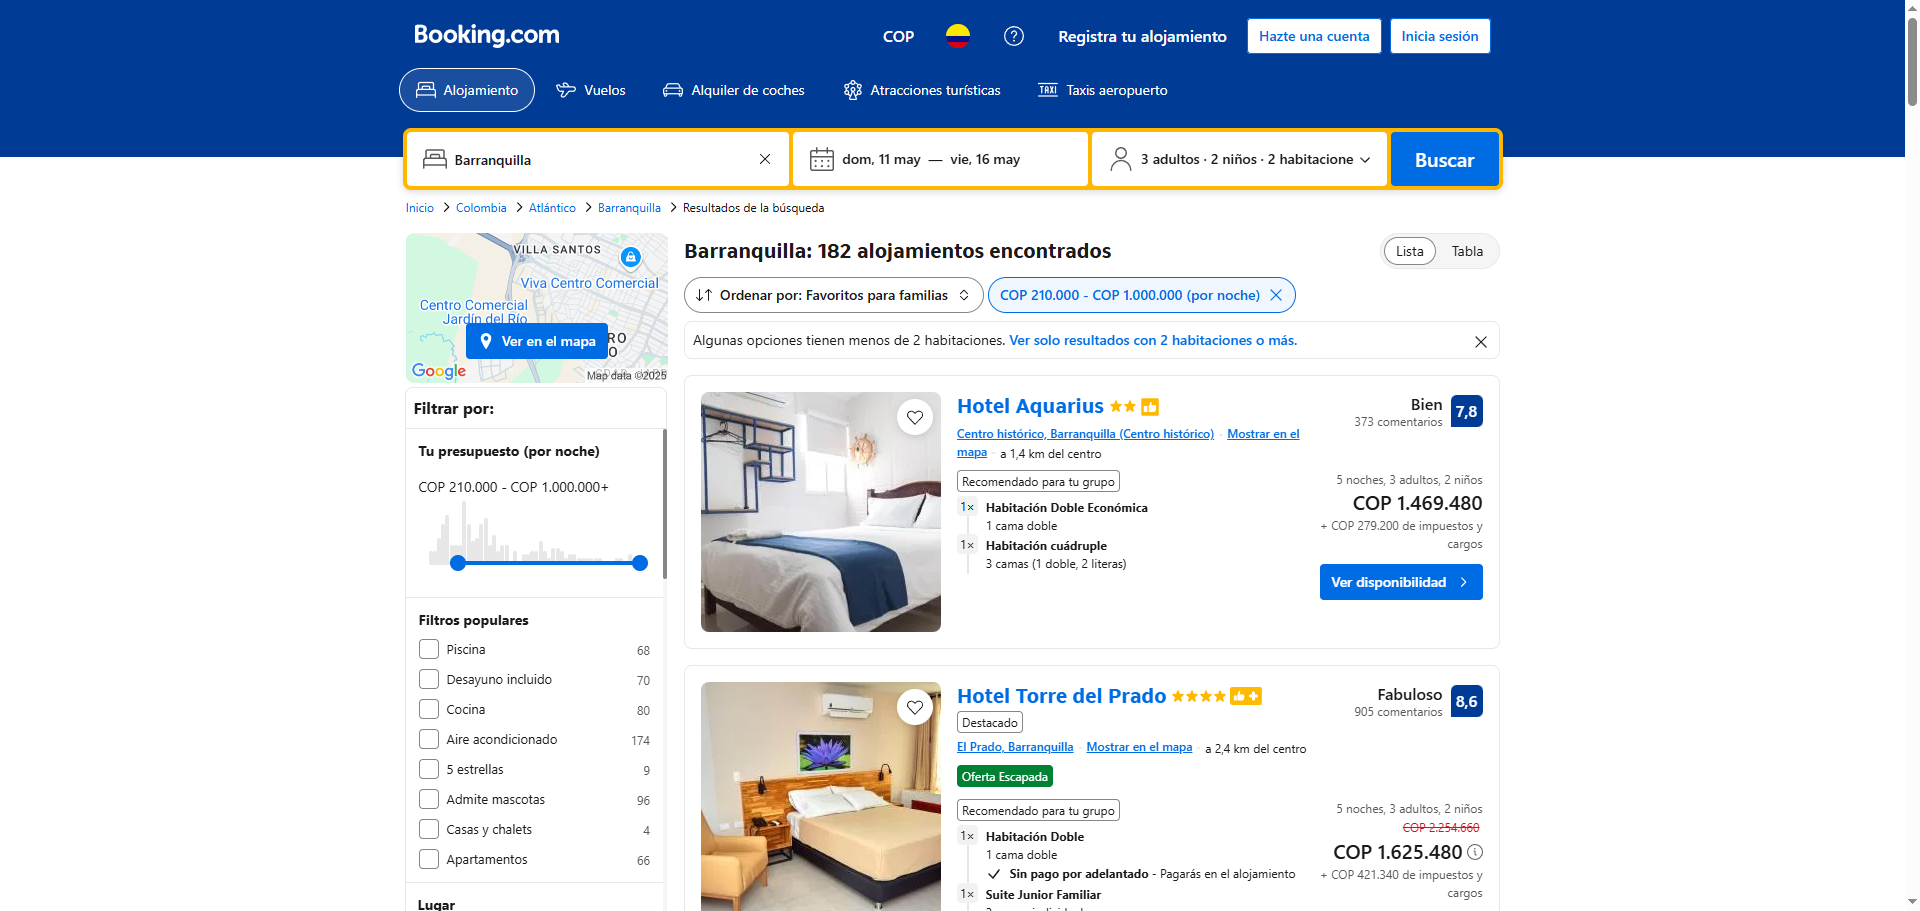 Booking.com
COP
Registra tu alojamiento
Hazte una cuenta
Inicia sesión
Alojamiento
Vuelos
Alquiler de coches
Atracciones turísticas
TAXI
Taxis aeropuerto
Barranquilla
dom, 11 may — vie, 16 may
3 adultos · 2 niños · 2 habitacione
Buscar
Inicio
Colombia
Atlántico
Barranquilla
Resultados de la búsqueda
VILLA SANTOS
Viva Centro Comercial
Centro Comercial
Jardín del Río
Ver en el mapa
RO
O
Google
Map data ©2025
Filtrar por:
Tu presupuesto (por noche)
COP 210.000 - COP 1.000.000+
Filtros populares
Piscina 68
Desayuno incluido 70
Cocina 80
Aire acondicionado 174
5 estrellas 9
Admite mascotas 96
Casas y chalets 4
Apartamentos 66
Lugar
Barranquilla: 182 alojamientos encontrados
Lista
Tabla
Ordenar por: Favoritos para familias
COP 210.000 - COP 1.000.000 (por noche)
Algunas opciones tienen menos de 2 habitaciones. Ver solo resultados con 2 habitaciones o más.
Hotel Aquarius
Centro histórico, Barranquilla (Centro histórico) · Mostrar en el
mapa · a 1,4 km del centro
Recomendado para tu grupo
1× Habitación Doble Económica
1 cama doble
1× Habitación cuádruple
3 camas (1 doble, 2 literas)
Bien
373 comentarios
7,8
5 noches, 3 adultos, 2 niños
COP 1.469.480
+ COP 279.200 de impuestos y
cargos
Ver disponibilidad
Hotel Torre del Prado
Destacado
El Prado, Barranquilla · Mostrar en el mapa · a 2,4 km del centro
Oferta Escapada
Recomendado para tu grupo
1× Habitación Doble
1 cama doble
Sin pago por adelantado - Pagarás en el alojamiento
1× Suite Junior Familiar
Fabuloso
905 comentarios
8,6
5 noches, 3 adultos, 2 niños
COP 2.254.660
COP 1.625.480
+ COP 421.340 de impuestos y
cargos